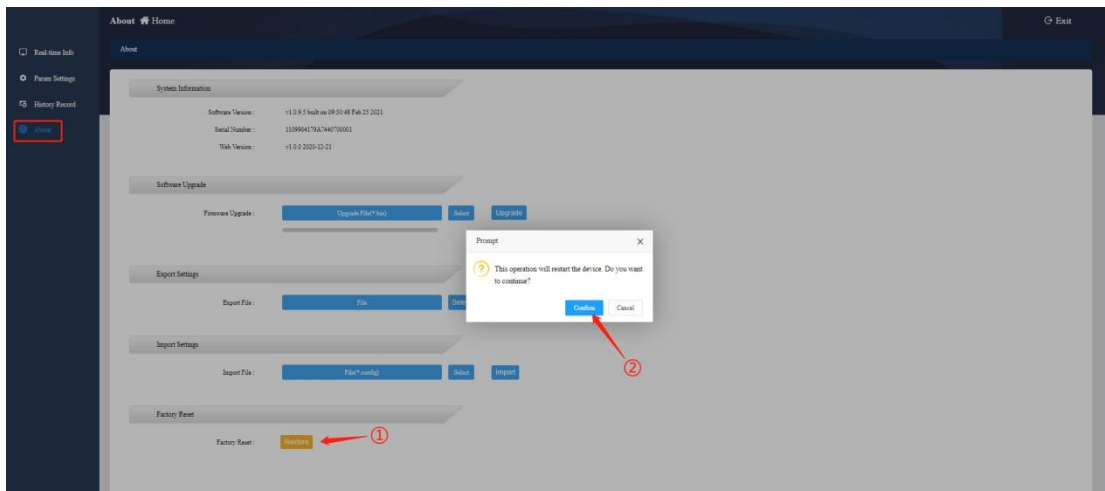 About Home
Exit
Real-time Info
Param Settings
History Record
About
About
System Information
Software Version :
v1.0.9.5 built on 09:50:48 Feb 25 2021
Serial Number :
Web Version :
v1.0.0 2020-12-21
Software Upgrade
Firmware Upgrade :
Upgrade File(*.bin)
Select
Upgrade
Prompt
This operation will restart the device. Do you want
to continue?
Confirm
Cancel
Export Settings
Export File :
File
Import Settings
Import File :
File(*.config)
Select
Import
Factory Reset
Factory Reset :
Restore
①
②